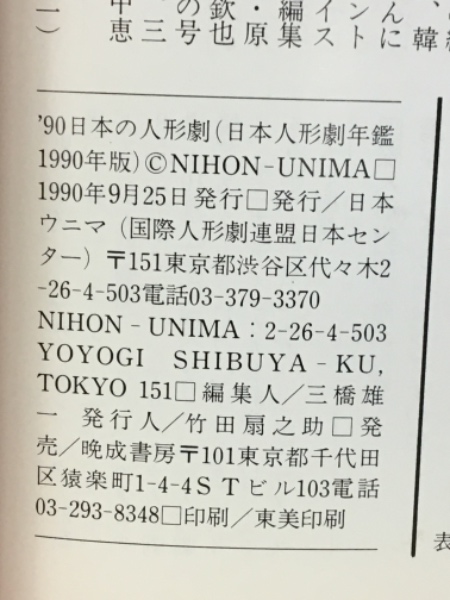 '90日本の人形劇(日本人形劇年鑑
1990年版)©NIHON-UNIMA□
1990年9月25日発行□発行／日本
ウニマ（国際人形劇連盟日本セン
ター）〒151東京都渋谷区代々木2
-26-4-503電話03-379-3370
NIHON-UNIMA：2-26-4-503
YOYOGI SHIBUYA-KU,
TOKYO 151□編集人／三橋雄
一 発行人／竹田扇之助□発
売／晩成書房〒101東京都千代田
区猿楽町1-4-4STビル103電話
03-293-8348□印刷／東美印刷
表